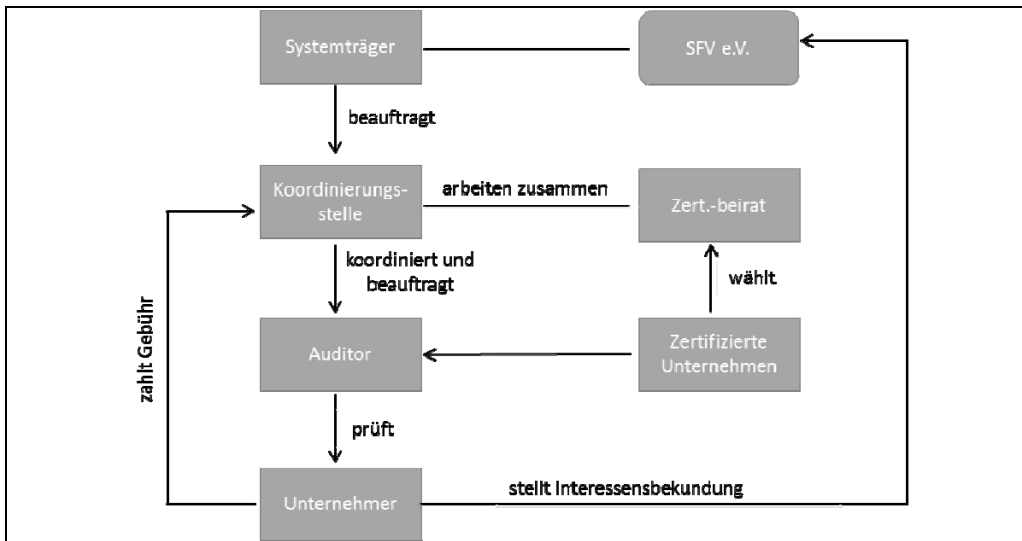 Systemträger
SFV e.V.
beauftragt
Koordinierungs-
stelle
arbeiten zusammen
Zert.-beirat
koordiniert und
beauftragt
wählt
zahlt Gebühr
Auditor
Zertifizierte
Unternehmen
prüft
Unternehmer
stellt Interessensbekundung